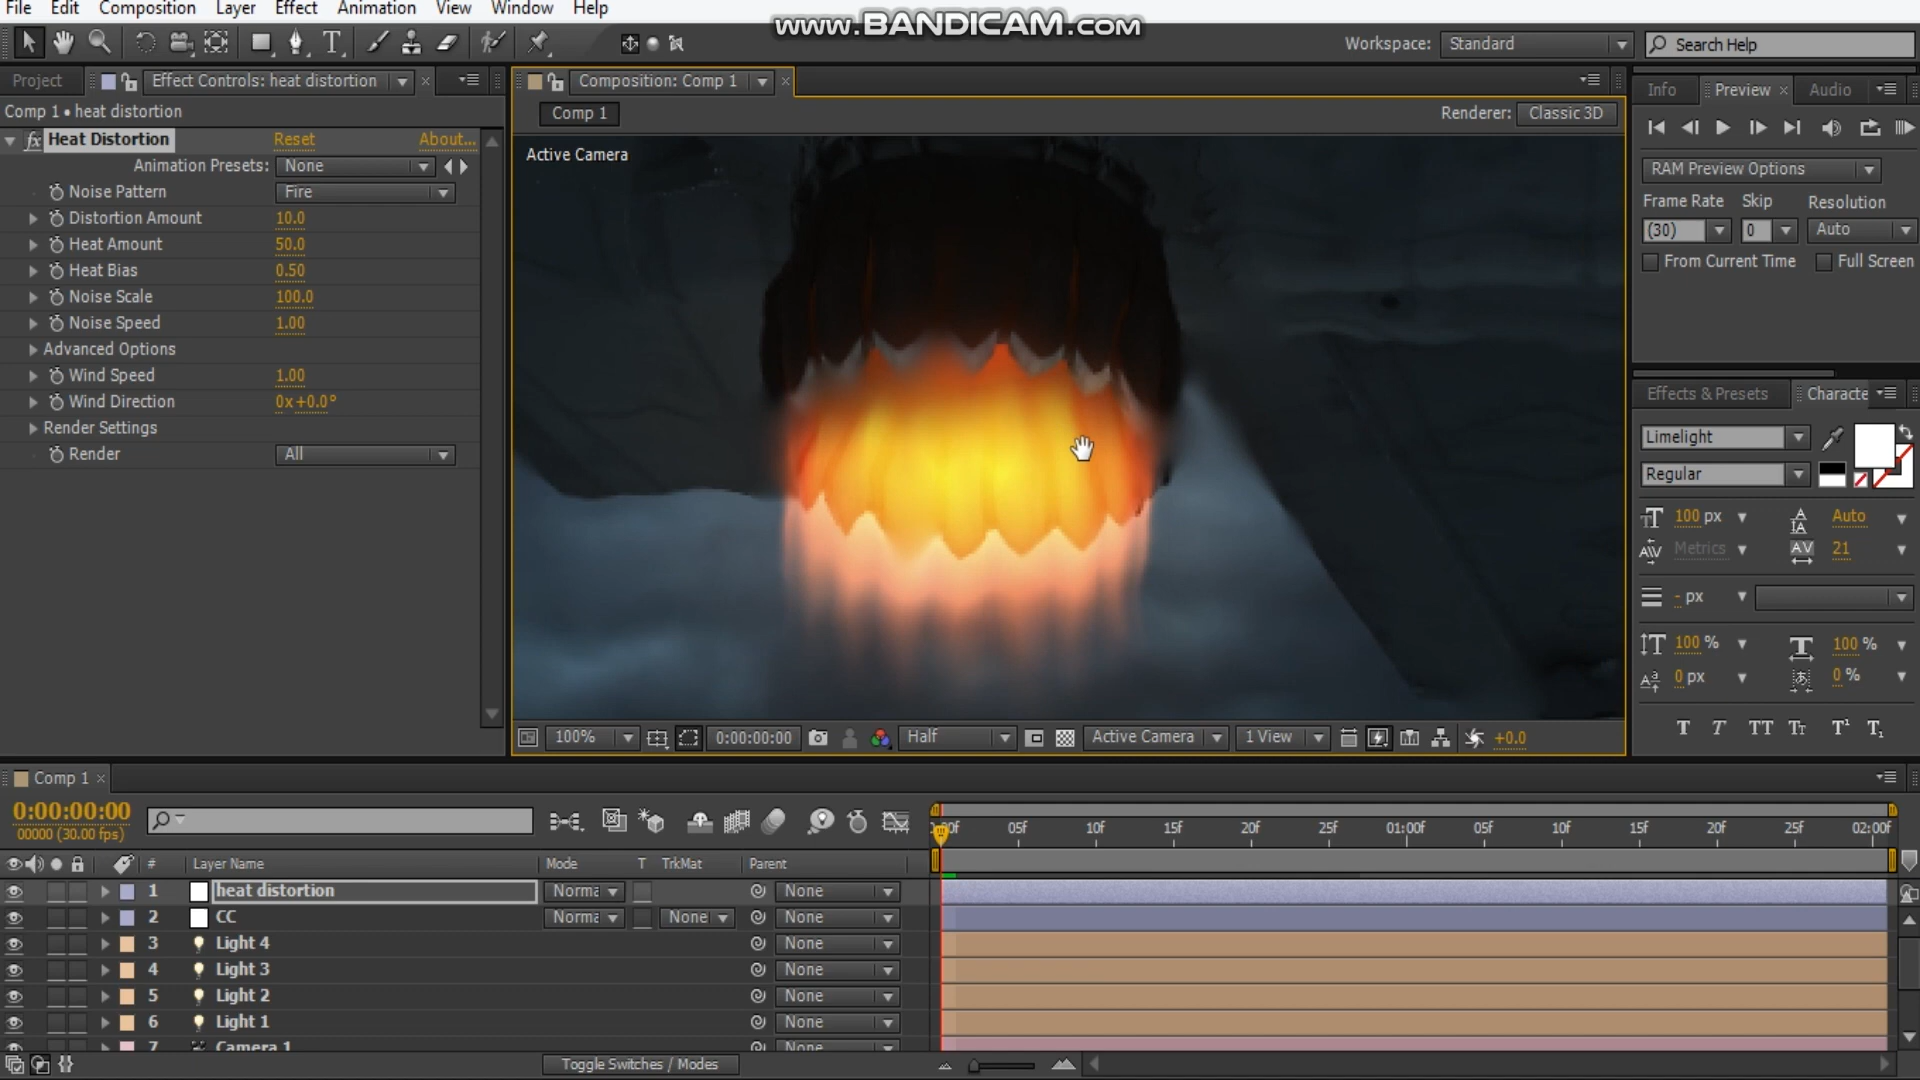 File Edit Composition Layer Effect Animation View Window Help
www.BANDICAM.com
Workspace: Standard
Search Help
Project
Effect Controls: heat distortion
Composition: Comp 1
Info Preview Audio
Comp 1 • heat distortion
Comp 1
Renderer: Classic 3D
fx Heat Distortion Reset About...
Active Camera
Animation Presets: None
RAM Preview Options
Noise Pattern Fire
Frame Rate Skip Resolution
Distortion Amount 10.0
(30) 0 Auto
Heat Amount 50.0
From Current Time Full Screen
Heat Bias 0.50
Noise Scale 100.0
Noise Speed 1.00
Advanced Options
Wind Speed 1.00
Wind Direction 0x+0.0°
Effects & Presets Characte
Render Settings
Limelight
Render All
Regular
100 px Auto
Metrics 21
- px
100 % 100 %
0 px 0 %
T T TT Tt T¹ T₁
100% 0:00:00:00 Half Active Camera 1 View +0.0
Comp 1
0:00:00:00
00000 (30.00 fps)
05f 10f 15f 20f 25f 01:00f 05f 10f 15f 20f 25f 02:00f
# Layer Name Mode T TrkMat Parent
1 heat distortion Norma None
2 CC Norma None None
3 Light 4 None
4 Light 3 None
5 Light 2 None
6 Light 1 None
7 Camera 1 None
Toggle Switches / Modes